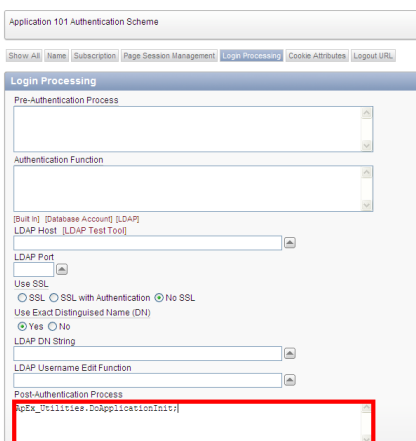 Application 101 Authentication Scheme
Show All Name Subscription Page Session Management Login Processing Cookie Attributes Logout URL
Login Processing
Pre-Authentication Process
Authentication Function
[Built In] [Database Account] [LDAP]
LDAP Host [LDAP Test Tool]
LDAP Port
Use SSL
SSL SSL with Authentication No SSL
Use Exact Distinguised Name (DN)
Yes No
LDAP DN String
LDAP Username Edit Function
Post-Authentication Process
ApEx_Utilities.DoApplicationInit;